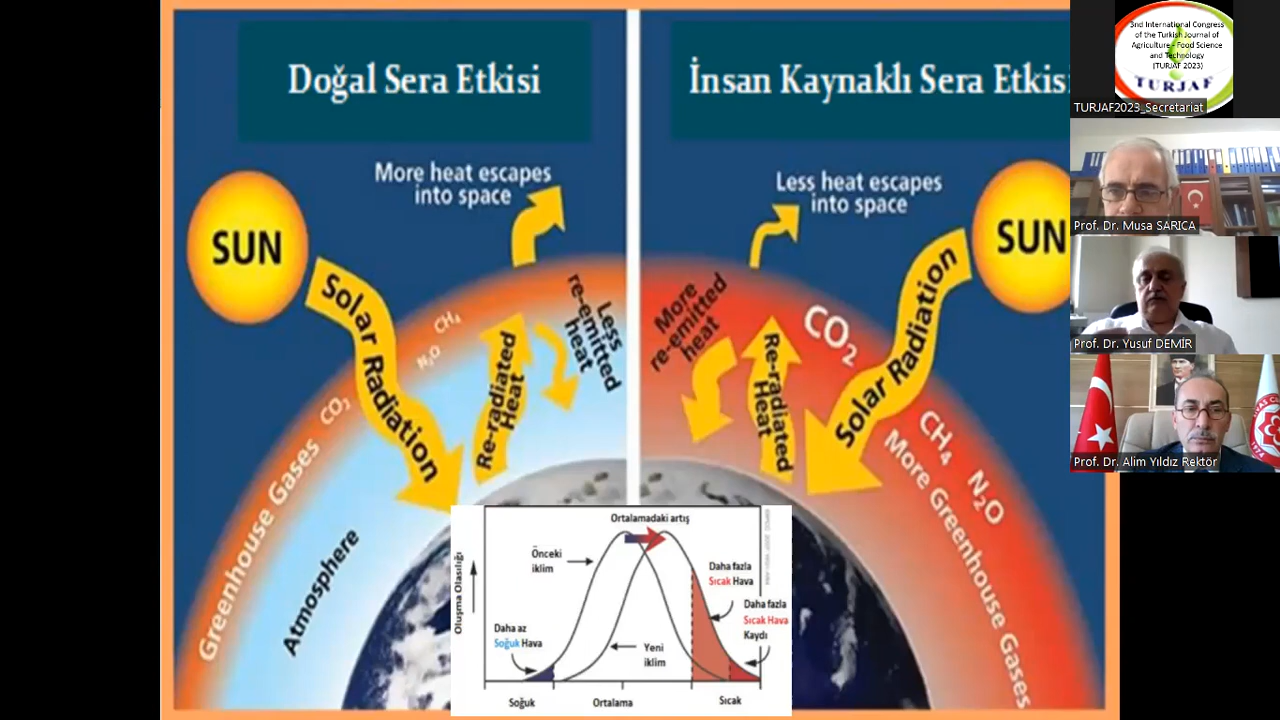 Doğal Sera Etkisi
More heat escapes
into space
SUN
Solar Radiation
CH4
N2O
CO2
Re-radiated
Heat
Less
re-emitted
heat
Greenhouse Gases
Atmosphere
İnsan Kaynaklı Sera Etkis
Less heat escapes
into space
SUN
Solar Radiation
More
re-emitted
heat
Re-radiated
Heat
CO2
CH4
N2O
More Greenhouse Gases
Ortalamadaki artış
Önceki
iklim
Oluşma Olasılığı
Daha fazla
Sıcak Hava
Daha fazla
Sıcak Hava
Kaydı
Daha az
Soğuk Hava
Yeni
iklim
Soğuk
Ortalama
Sıcak
3nd International Congress
of the Turkish Journal of
Agriculture - Food Science
and Technology
(TURJAF 2023)
TURJAF
TURJAF2023_Secretariat
Prof. Dr. Musa SARICA
Prof. Dr. Yusuf DEMİR
Prof. Dr. Alim Yıldız Rektör